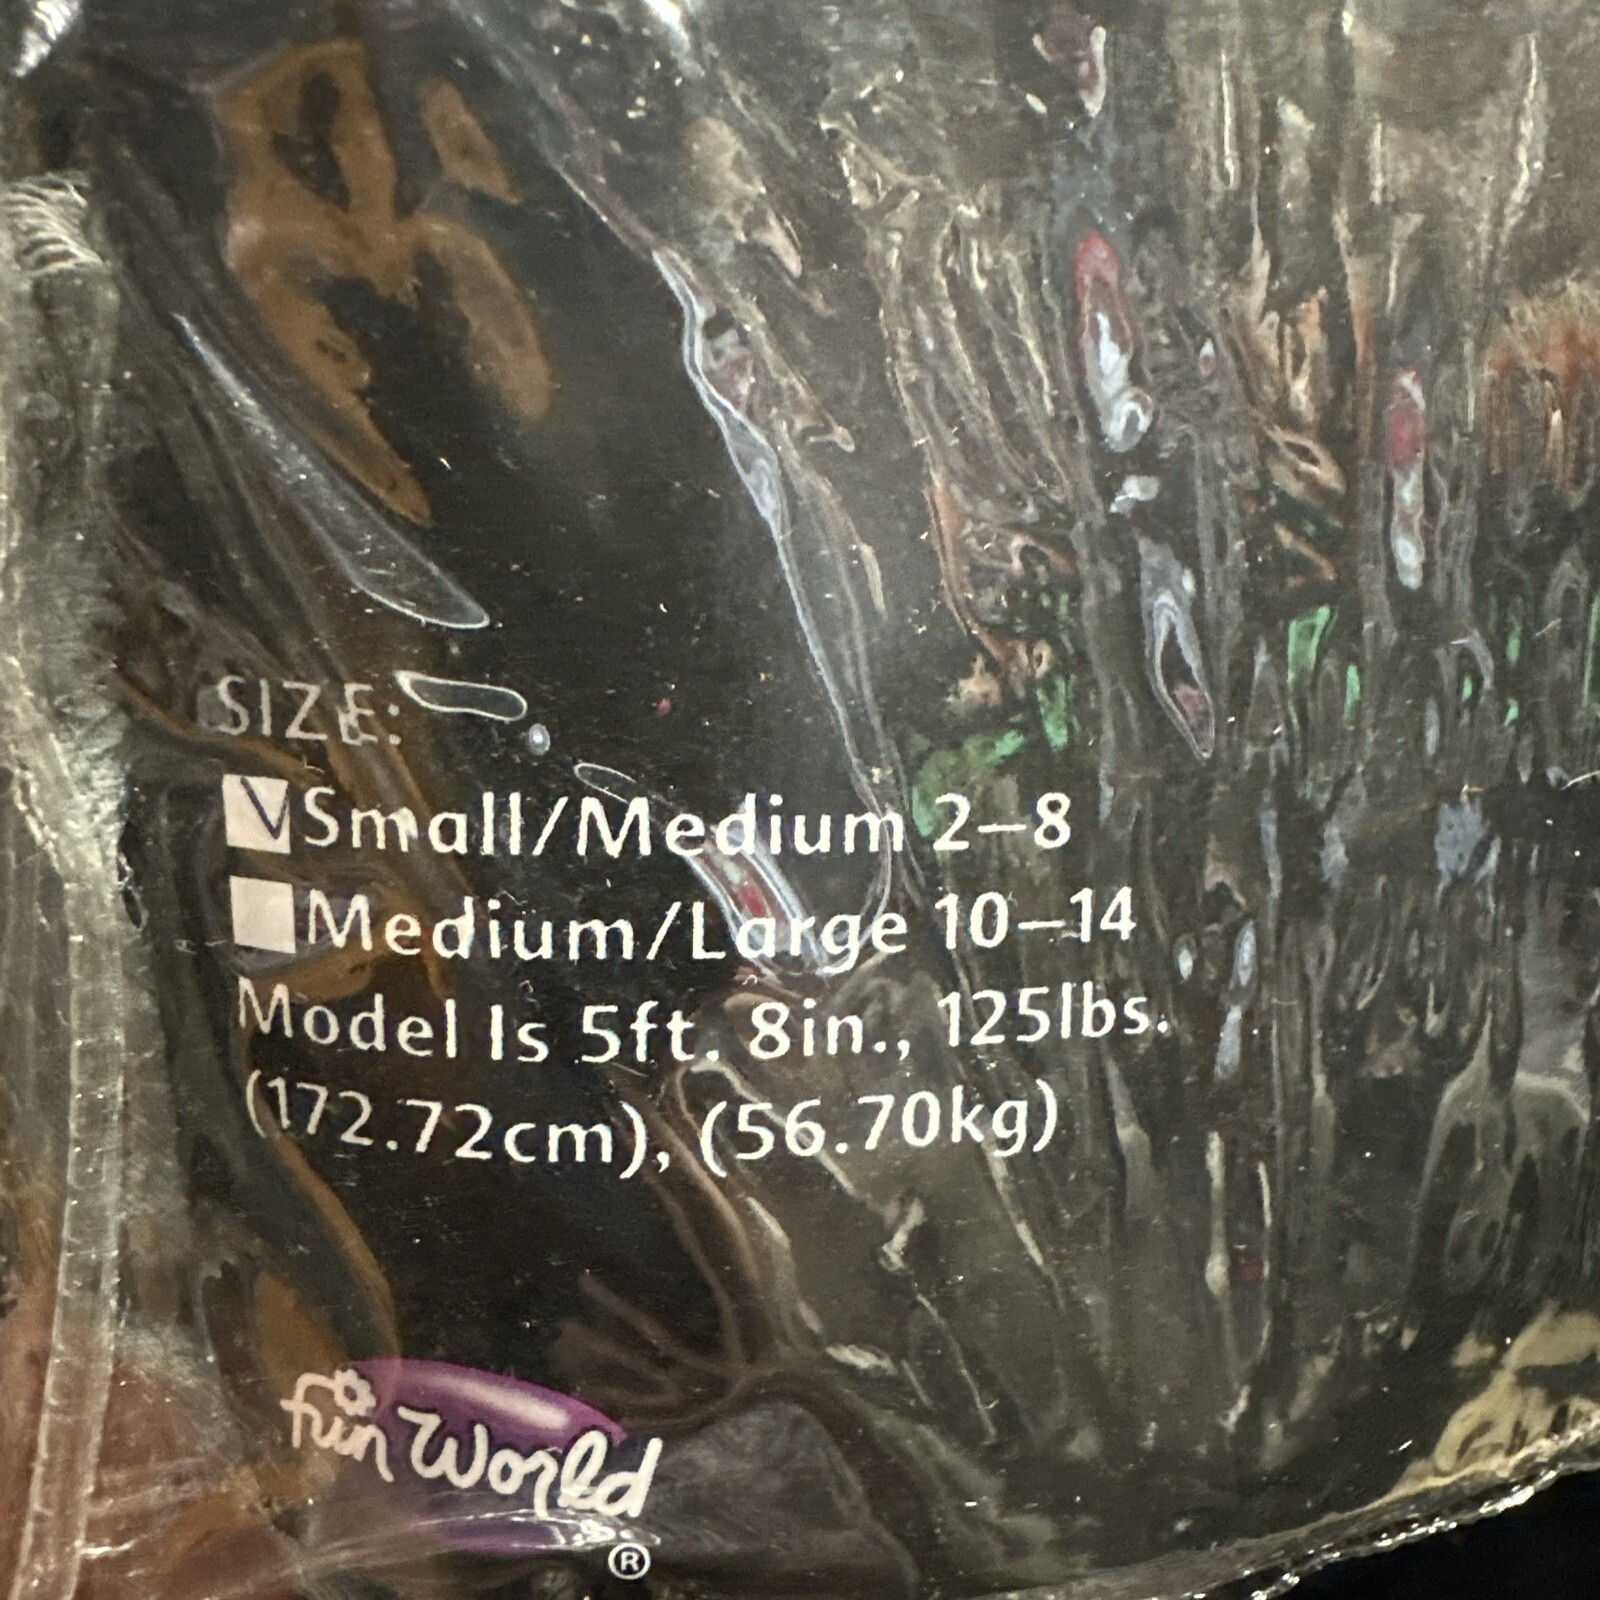 SIZE:
Small/Medium 2–8
Medium/Large 10–14
Model Is 5ft. 8in., 125lbs.
(172.72cm), (56.70kg)
fun World
®